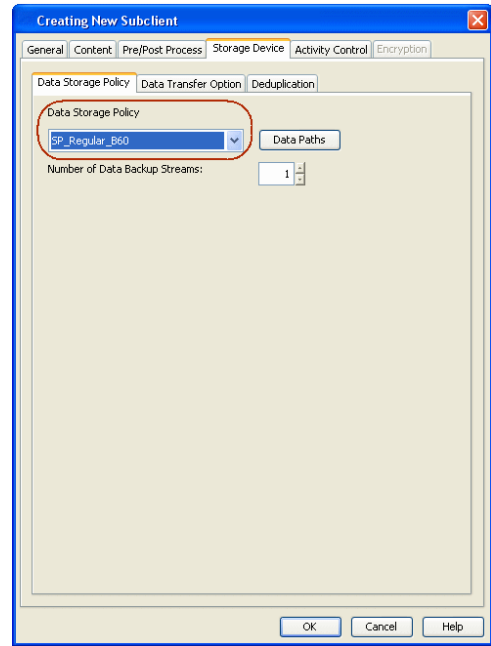 Creating New Subclient
General Content Pre/Post Process Storage Device Activity Control Encryption
Data Storage Policy Data Transfer Option Deduplication
Data Storage Policy
SP_Regular_B60 Data Paths
Number of Data Backup Streams: 1
OK Cancel Help